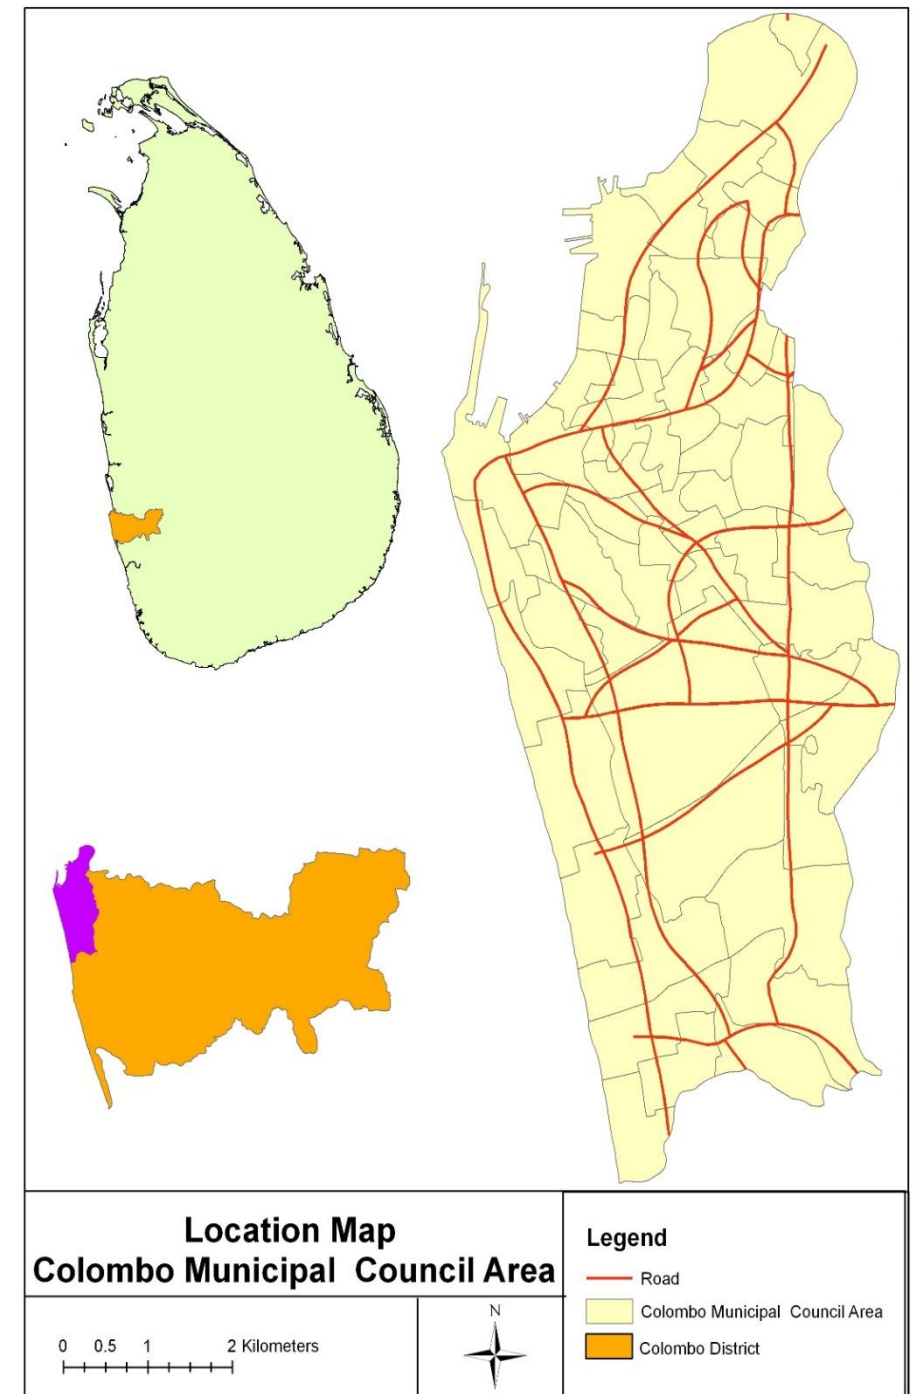 Location Map
Colombo Municipal Council Area
0 0.5 1 2 Kilometers
N
Legend
Road
Colombo Municipal Council Area
Colombo District